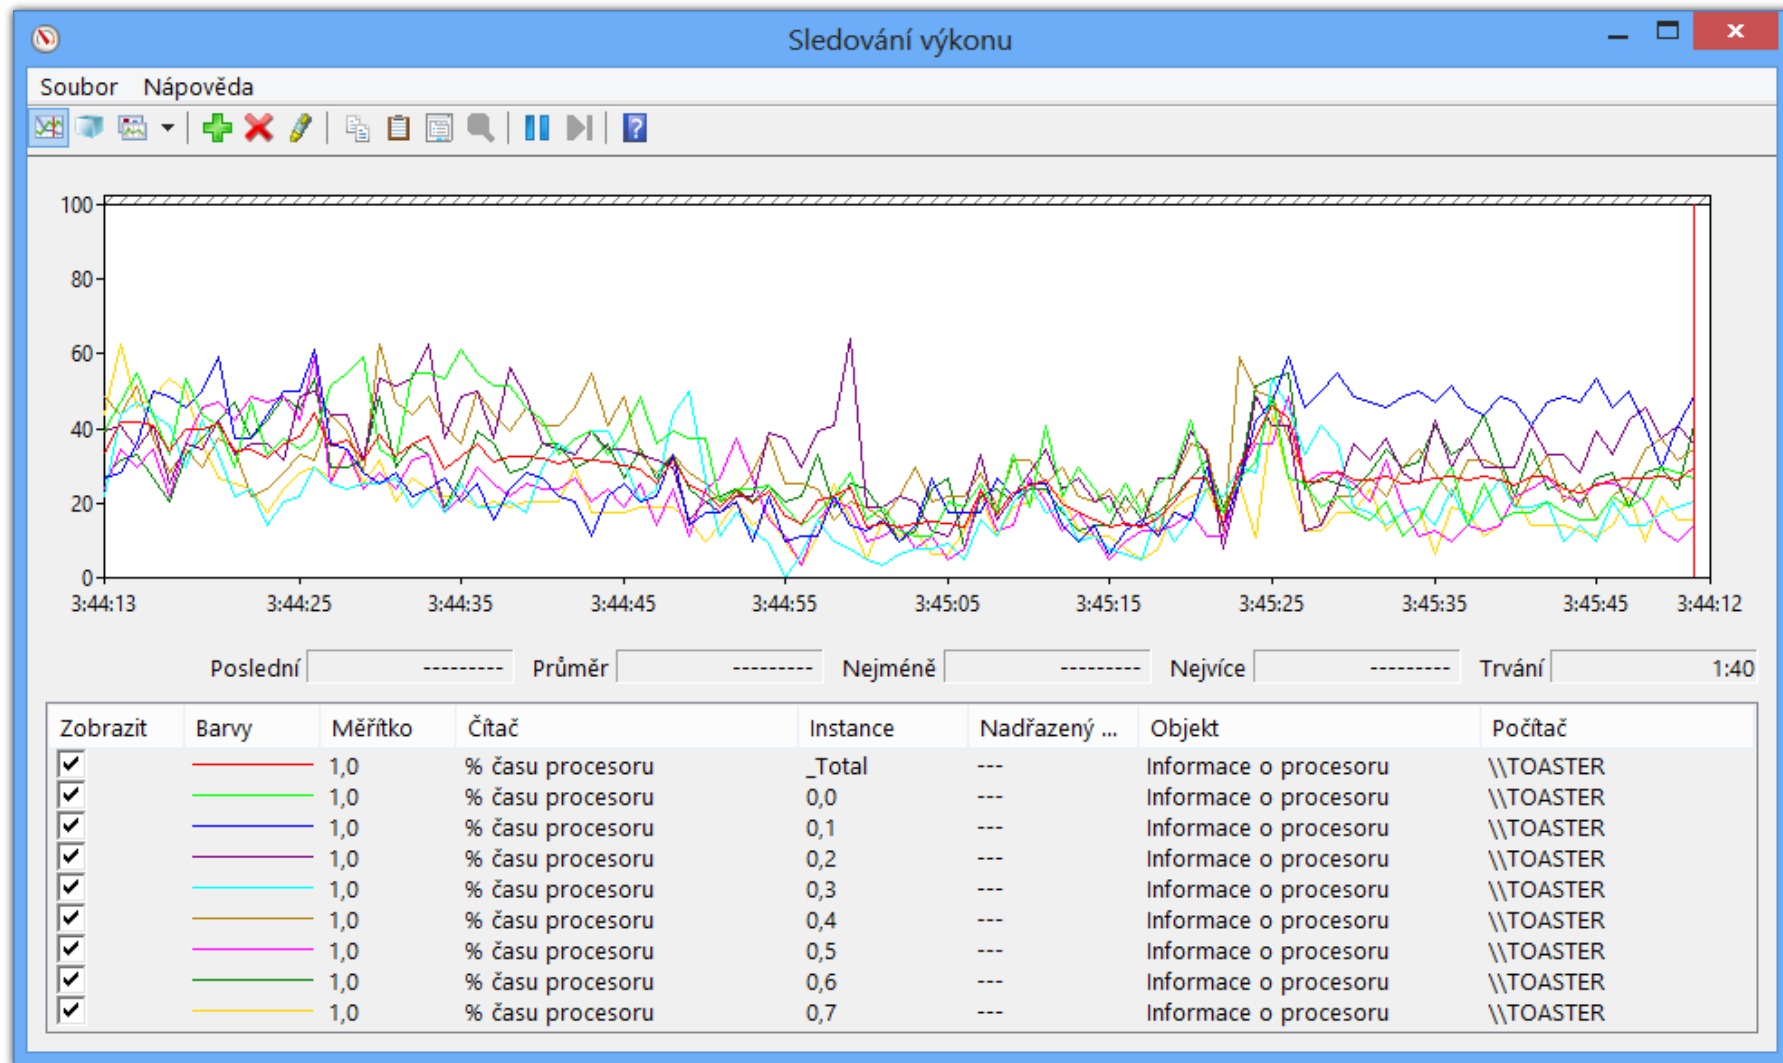 Sledování výkonu
Soubor Nápověda
100
80
60
40
20
0
3:44:13 3:44:25 3:44:35 3:44:45 3:44:55 3:45:05 3:45:15 3:45:25 3:45:35 3:45:45 3:44:12
Poslední --------- Průměr --------- Nejméně --------- Nejvíce --------- Trvání 1:40
Zobrazit Barvy Měřítko Čítač Instance Nadřazený ... Objekt Počítač
1,0 % času procesoru _Total --- Informace o procesoru \\TOASTER
1,0 % času procesoru 0,0 --- Informace o procesoru \\TOASTER
1,0 % času procesoru 0,1 --- Informace o procesoru \\TOASTER
1,0 % času procesoru 0,2 --- Informace o procesoru \\TOASTER
1,0 % času procesoru 0,3 --- Informace o procesoru \\TOASTER
1,0 % času procesoru 0,4 --- Informace o procesoru \\TOASTER
1,0 % času procesoru 0,5 --- Informace o procesoru \\TOASTER
1,0 % času procesoru 0,6 --- Informace o procesoru \\TOASTER
1,0 % času procesoru 0,7 --- Informace o procesoru \\TOASTER